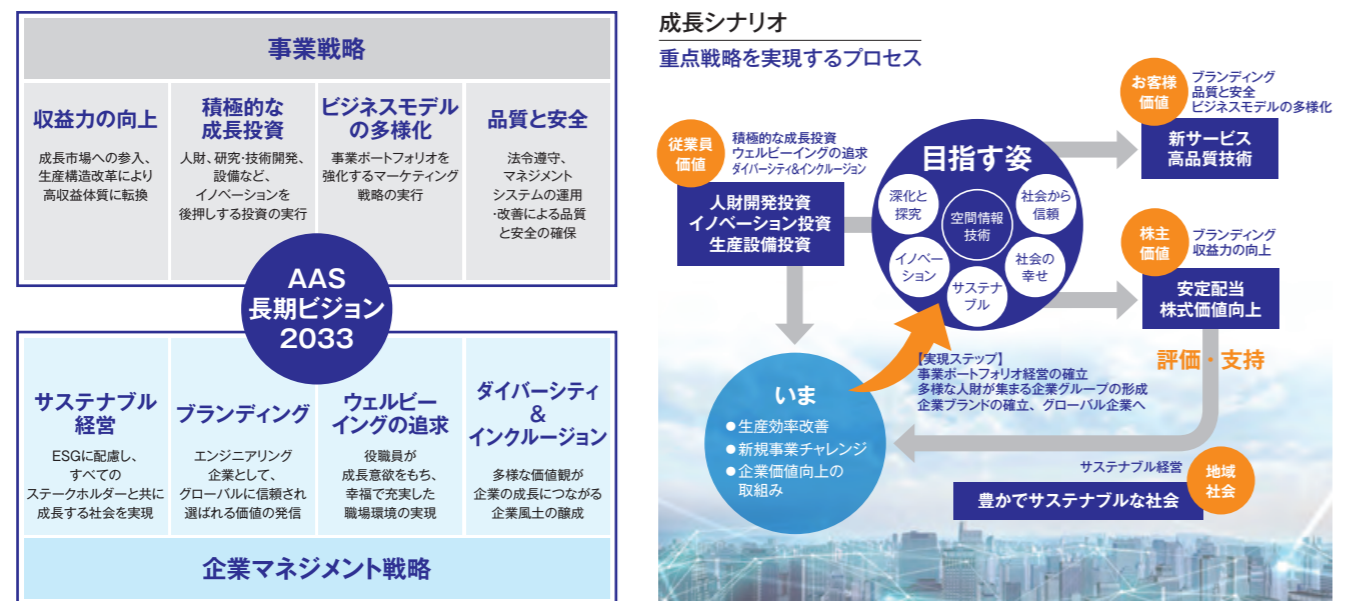 事業戦略
収益力の向上
成長市場への参入、
生産構造改革により
高収益体質に転換
積極的な
成長投資
人財、研究・技術開発、
設備など、
イノベーションを
後押しする投資の実行
ビジネスモデル
の多様化
事業ポートフォリオを
強化するマーケティング
戦略の実行
品質と安全
法令遵守、
マネジメント
システムの運用
・改善による品質
と安全の確保
AAS
長期ビジョン
2033
サステナブル
経営
ESGに配慮し、
すべての
ステークホルダーと共に
成長する社会を実現
ブランディング
エンジニアリング
企業として、
グローバルに信頼され
選ばれる価値の発信
ウェルビー
イングの追求
役職員が
成長意欲をもち、
幸福で充実した
職場環境の実現
ダイバーシティ
&
インクルージョン
多様な価値観が
企業の成長につながる
企業風土の醸成
企業マネジメント戦略
成長シナリオ
重点戦略を実現するプロセス
従業員
価値
積極的な成長投資
ウェルビーイングの追求
ダイバーシティ&インクルージョン
人財開発投資
イノベーション投資
生産設備投資
目指す姿
深化と
探究
空間情報
技術
社会から
信頼
イノベー
ション
サステナ
ブル
社会の
幸せ
お客様
価値
ブランディング
品質と安全
ビジネスモデルの多様化
新サービス
高品質技術
株主
価値
ブランディング
収益力の向上
安定配当
株式価値向上
評価・支持
【実現ステップ】
事業ポートフォリオ経営の確立
多様な人財が集まる企業グループの形成
企業ブランドの確立、グローバル企業へ
いま
●生産効率改善
●新規事業チャレンジ
●企業価値向上の
取組み
サステナブル経営
地域
社会
豊かでサステナブルな社会